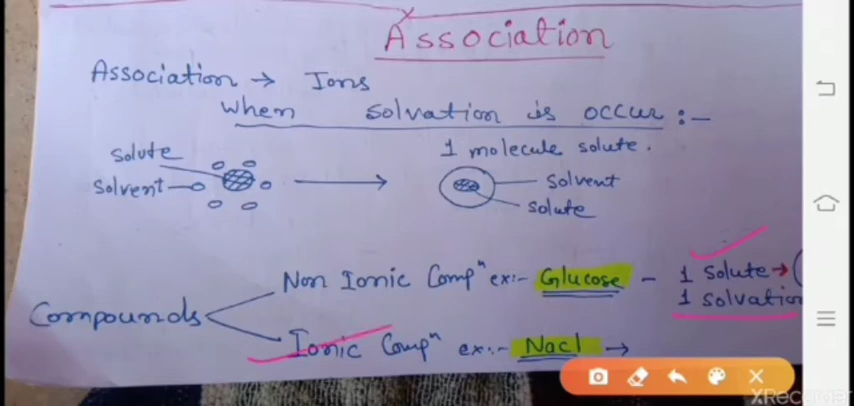 Association
Association → Ions
when solvation is occur :-
1 molecule solute.
solute
solvent
solvent
solute
Compounds
Non Ionic Compⁿ ex:- Glucose - 1 solute →
1 solvation
Ionic Compⁿ ex:- Nacl →
XRecorder